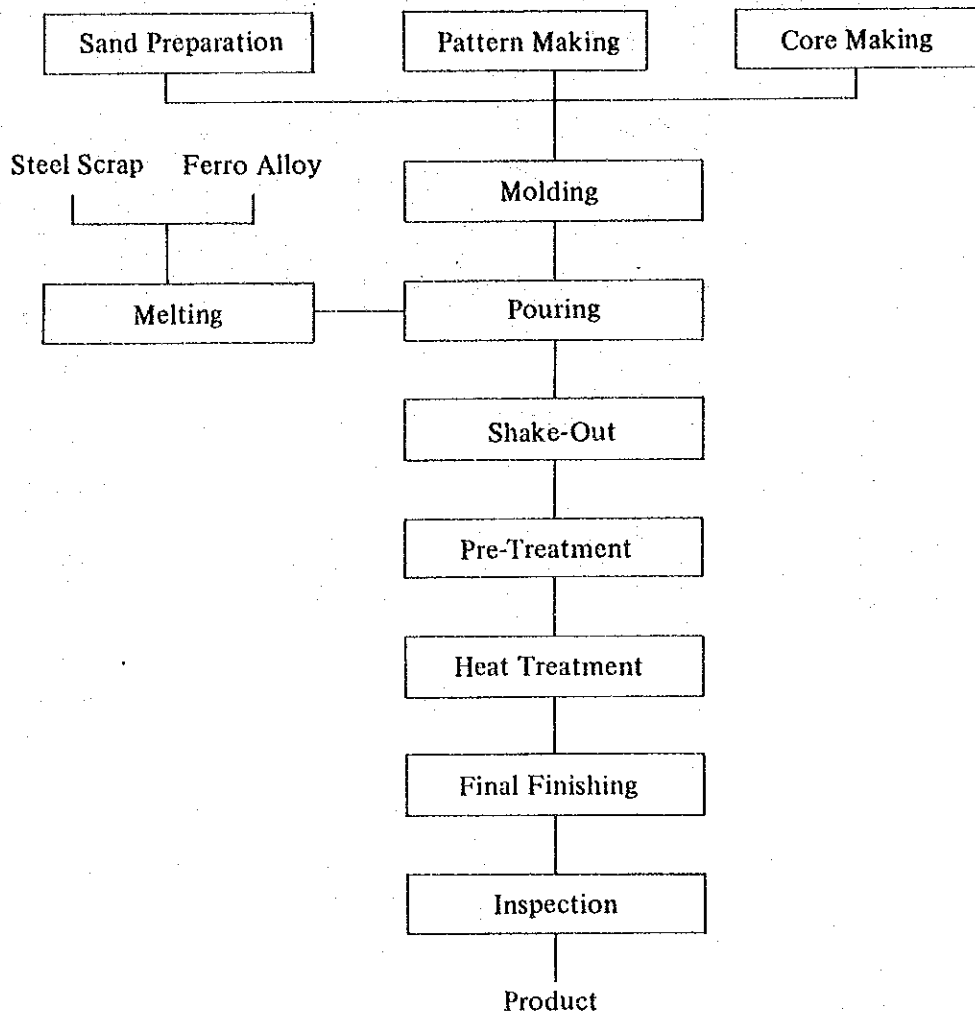 Sand Preparation
Pattern Making
Core Making
Steel Scrap
Ferro Alloy
Molding
Melting
Pouring
Shake-Out
Pre-Treatment
Heat Treatment
Final Finishing
Inspection
Product